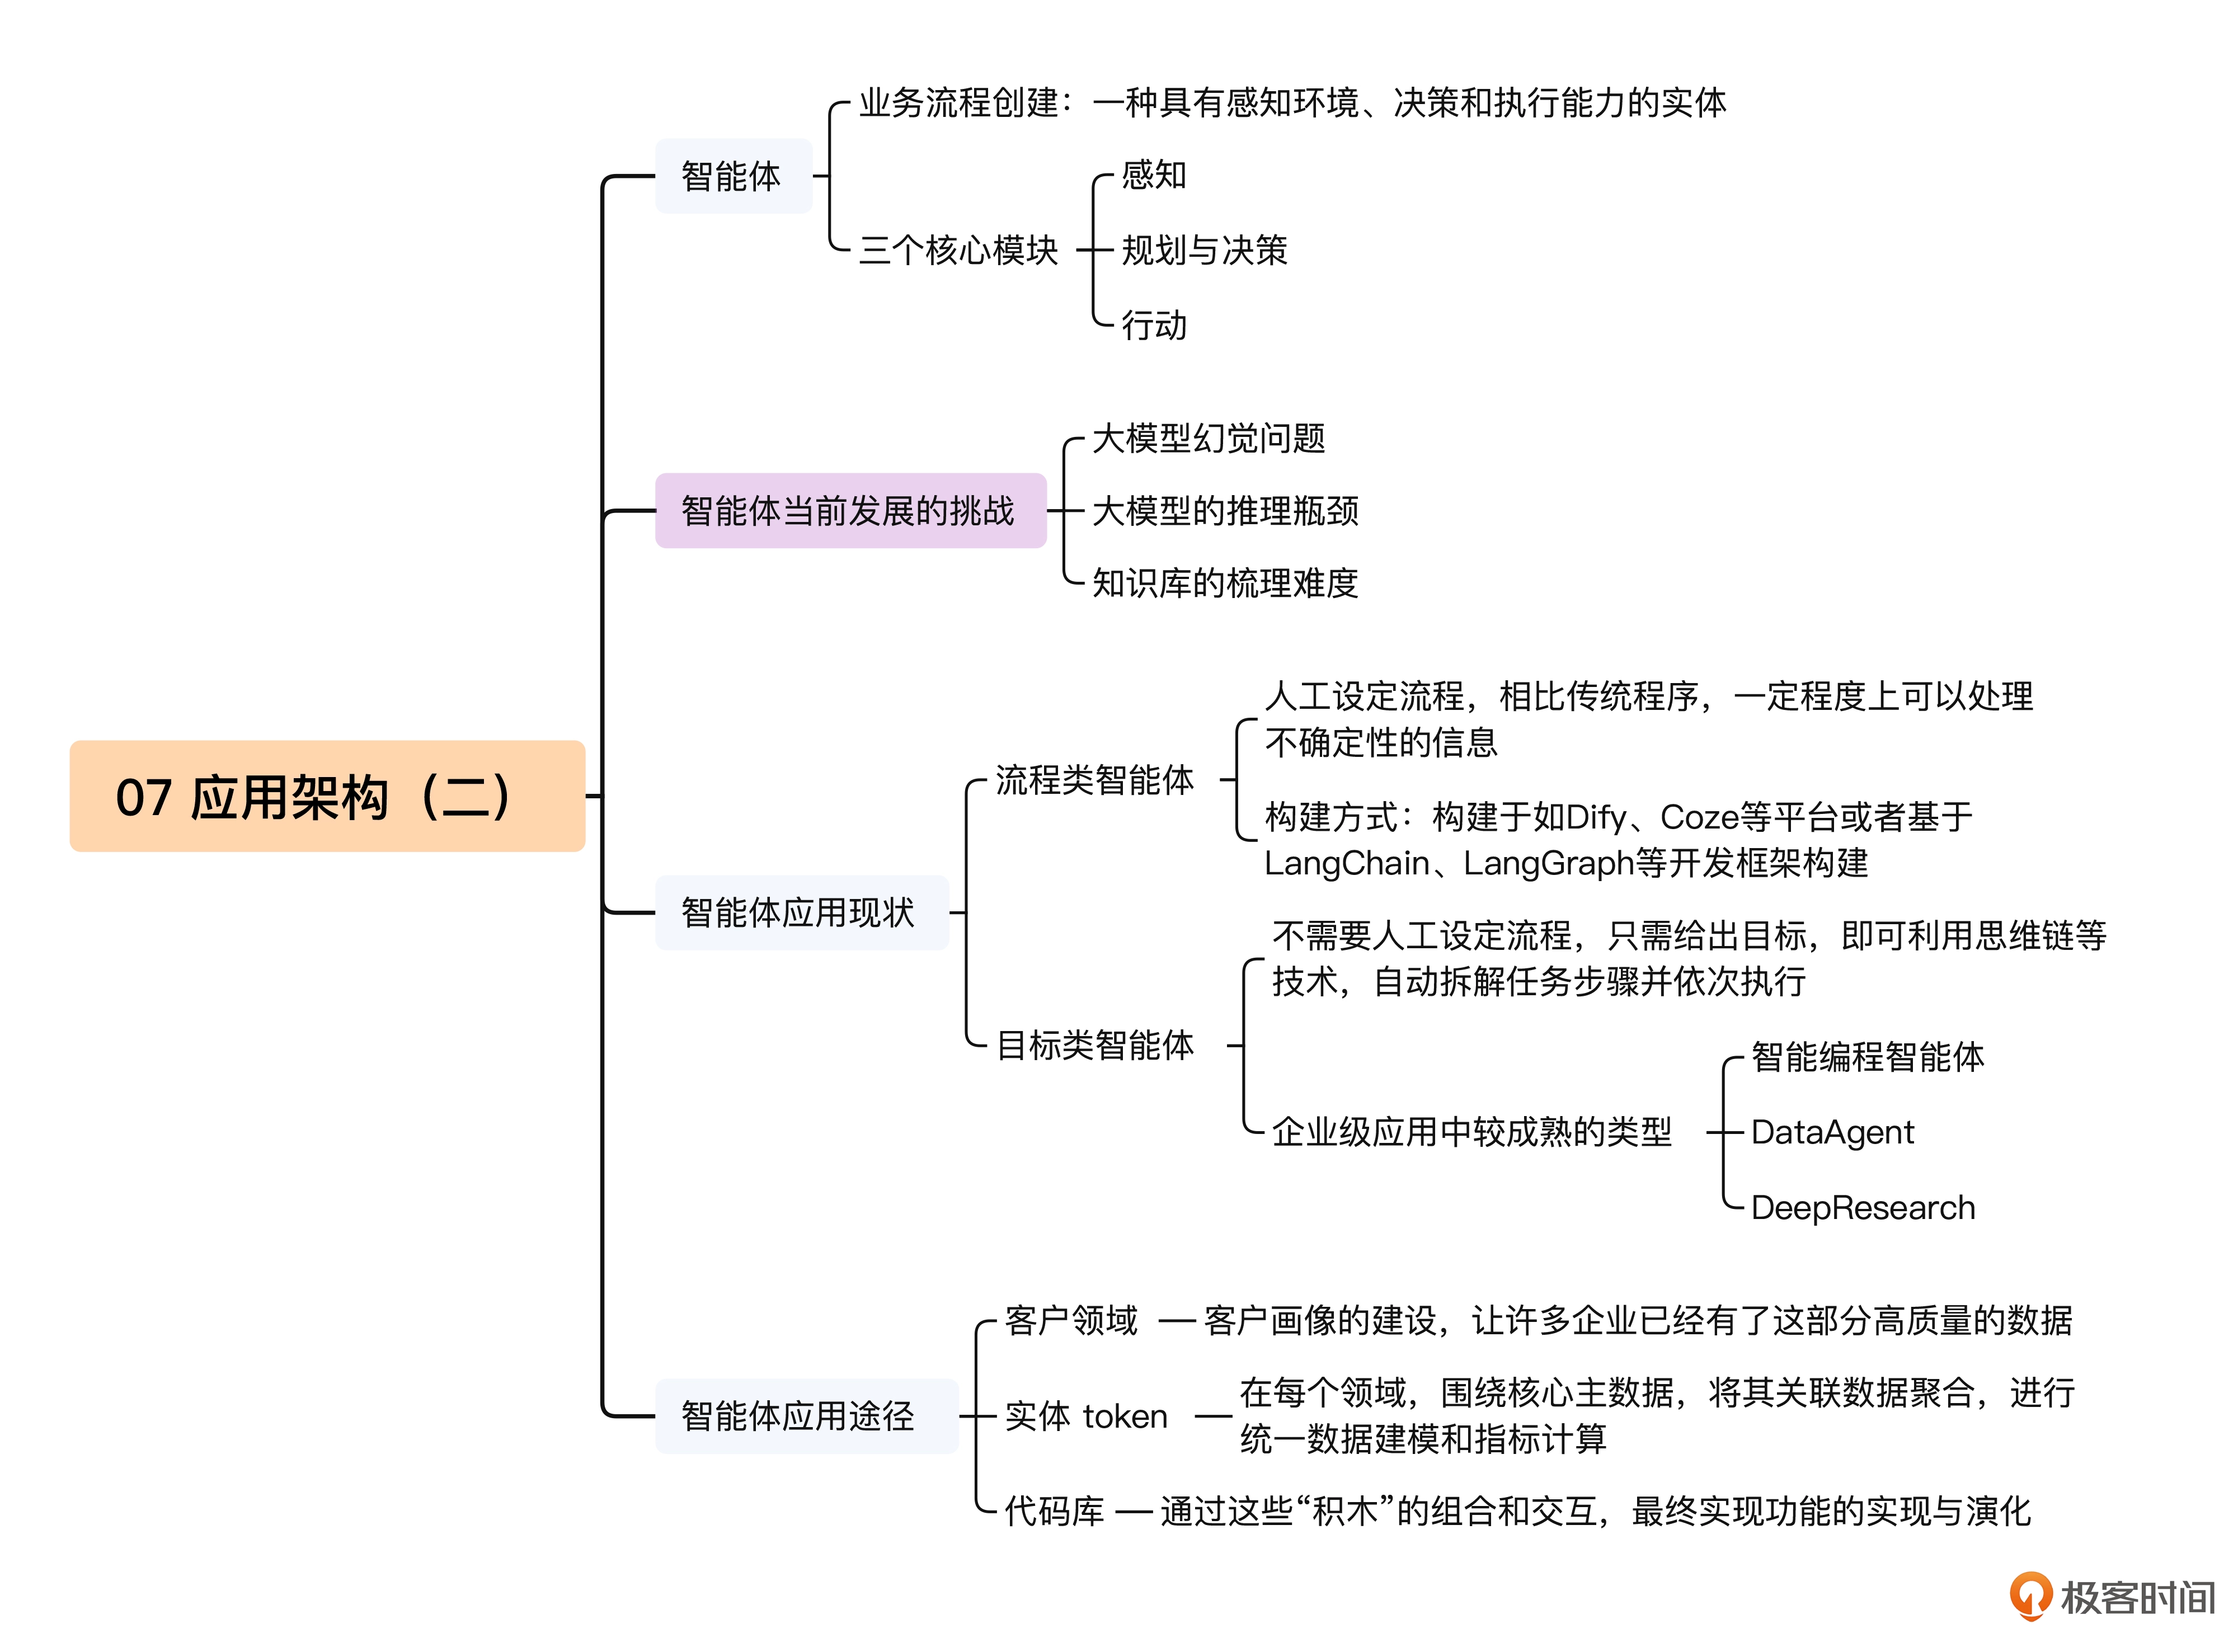 07 应用架构（二）
智能体
业务流程创建：一种具有感知环境、决策和执行能力的实体
三个核心模块
感知
规划与决策
行动
智能体当前发展的挑战
大模型幻觉问题
大模型的推理瓶颈
知识库的梳理难度
智能体应用现状
流程类智能体
人工设定流程，相比传统程序，一定程度上可以处理
不确定性的信息
构建方式：构建于如Dify、Coze等平台或者基于
LangChain、LangGraph等开发框架构建
目标类智能体
不需要人工设定流程，只需给出目标，即可利用思维链等
技术，自动拆解任务步骤并依次执行
企业级应用中较成熟的类型
智能编程智能体
DataAgent
DeepResearch
智能体应用途径
客户领域
客户画像的建设，让许多企业已经有了这部分高质量的数据
实体 token
在每个领域，围绕核心主数据，将其关联数据聚合，进行
统一数据建模和指标计算
代码库
通过这些“积木”的组合和交互，最终实现功能的实现与演化
极客时间